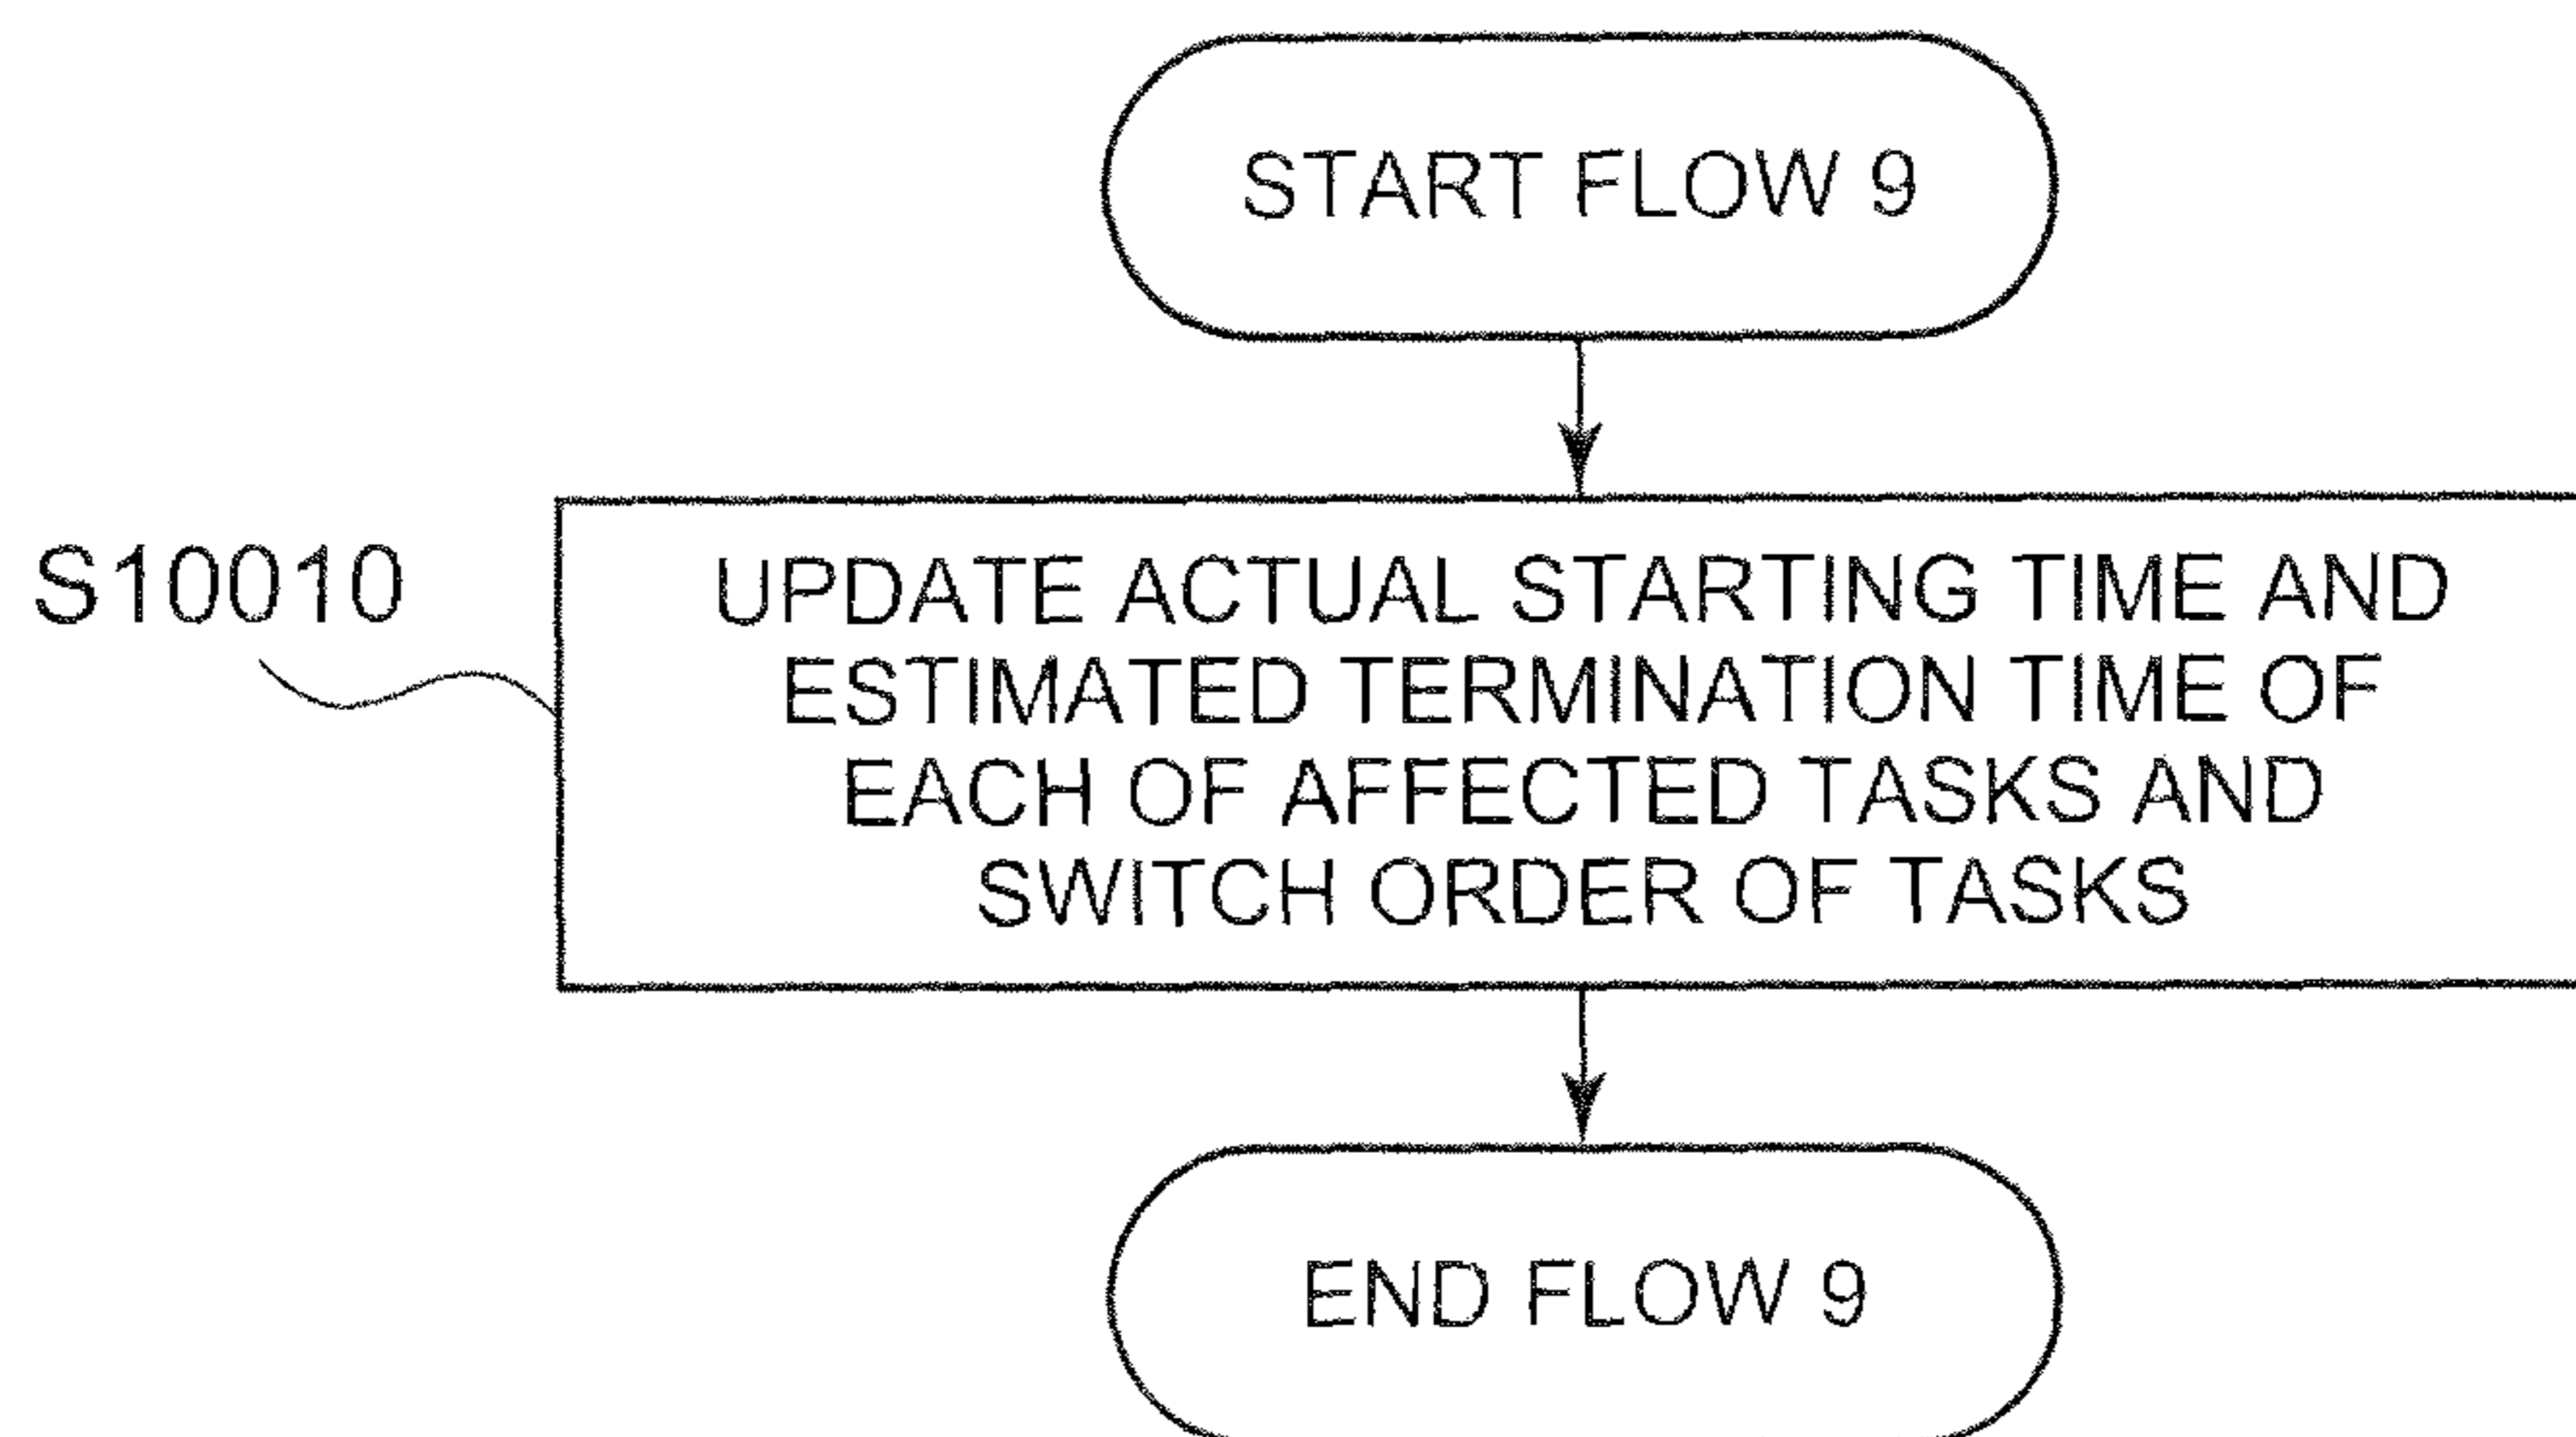 START FLOW 9
S10010
UPDATE ACTUAL STARTING TIME AND
ESTIMATED TERMINATION TIME OF
EACH OF AFFECTED TASKS AND
SWITCH ORDER OF TASKS
END FLOW 9